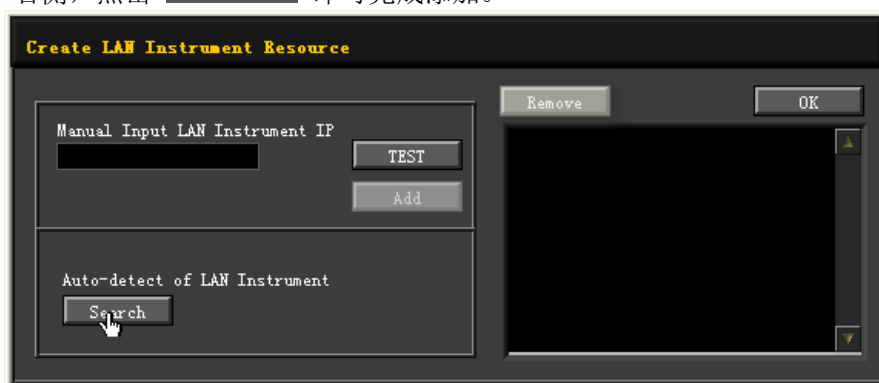 Create LAN Instrument Resource
Remove
OK
Manual Input LAN Instrument IP
TEST
Add
Auto-detect of LAN Instrument
Search